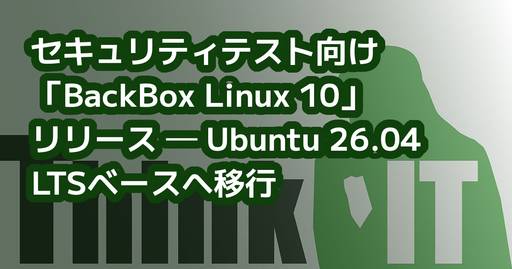 セキュリティテスト向け
「BackBox Linux 10」
リリース ― Ubuntu 26.04
LTSベースへ移行
Think IT